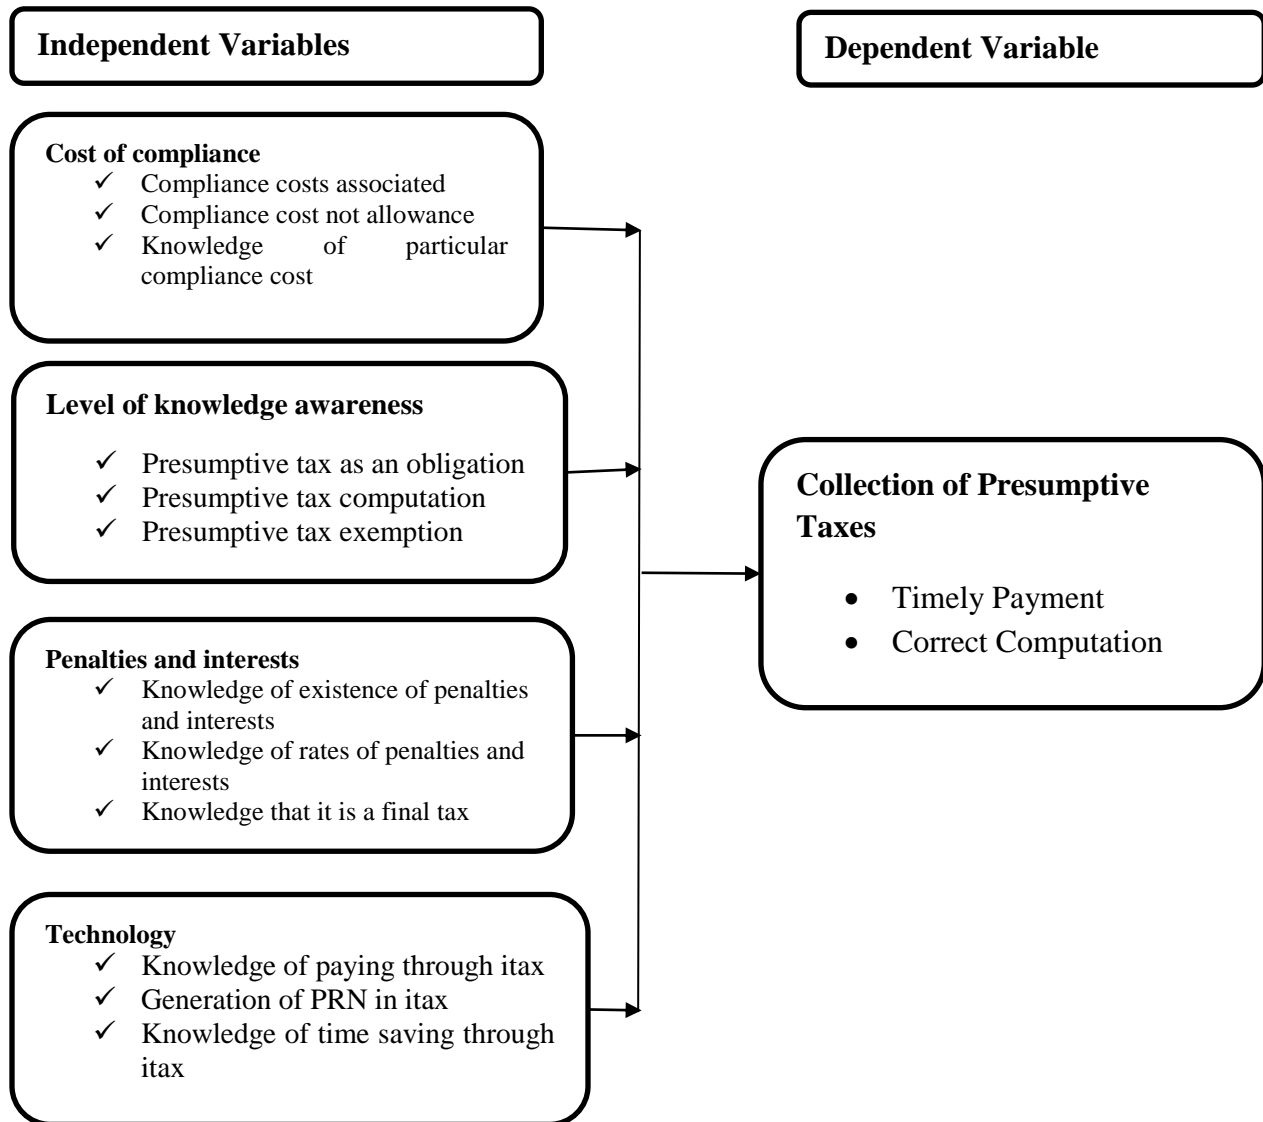 Independent Variables
Dependent Variable
Cost of compliance
✓ Compliance costs associated
✓ Compliance cost not allowance
✓ Knowledge of particular
compliance cost
Level of knowledge awareness
✓ Presumptive tax as an obligation
✓ Presumptive tax computation
✓ Presumptive tax exemption
Penalties and interests
✓ Knowledge of existence of penalties
and interests
✓ Knowledge of rates of penalties and
interests
✓ Knowledge that it is a final tax
Technology
✓ Knowledge of paying through itax
✓ Generation of PRN in itax
✓ Knowledge of time saving through
itax
Collection of Presumptive
Taxes
• Timely Payment
• Correct Computation